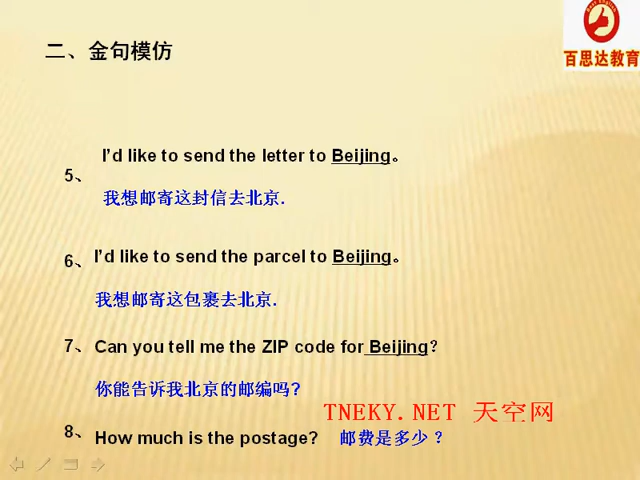 二、金句模仿
百思达教育
I’d like to send the letter to Beijing。
5、
我想邮寄这封信去北京.
6、 I’d like to send the parcel to Beijing。
我想邮寄这包裹去北京.
7、 Can you tell me the ZIP code for Beijing？
你能告诉我北京的邮编吗?
TNEKY.NET 天空网
8、 How much is the postage? 邮费是多少？